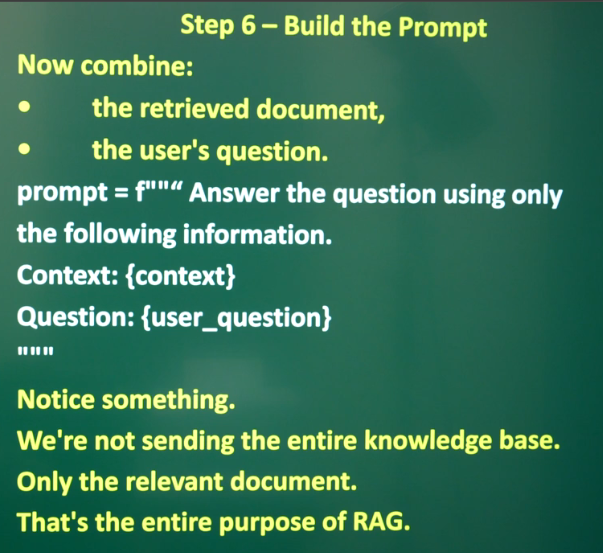 Step 6 – Build the Prompt
Now combine:
• the retrieved document,
• the user's question.
prompt = f""“ Answer the question using only
the following information.
Context: {context}
Question: {user_question}
"""
Notice something.
We're not sending the entire knowledge base.
Only the relevant document.
That's the entire purpose of RAG.